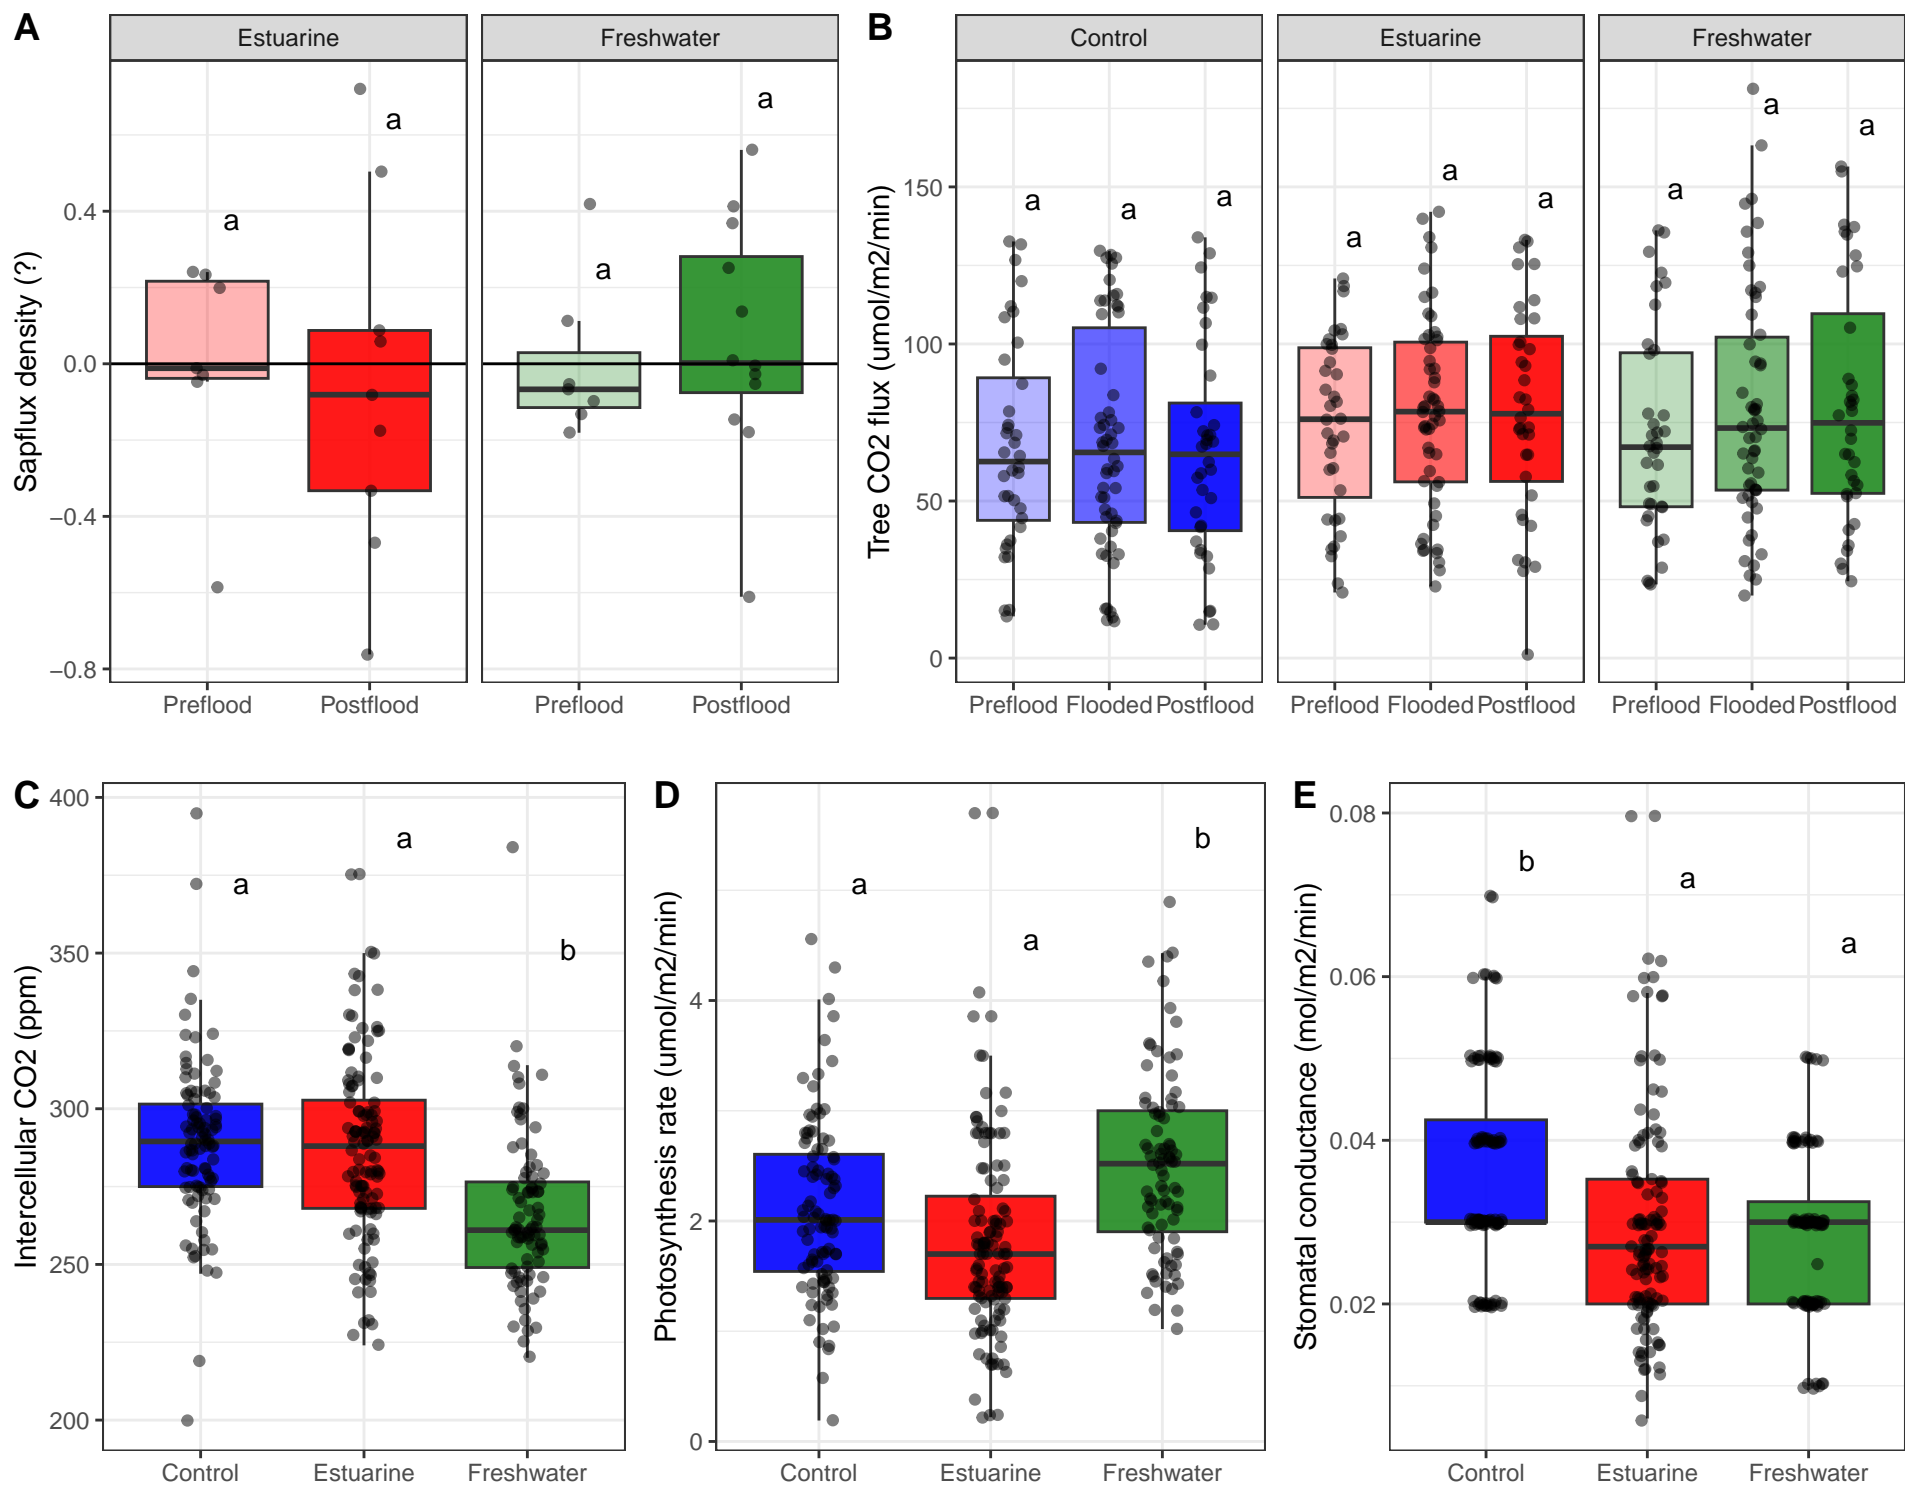 A
Estuarine
Freshwater
Sapflux density (?)
0.4
0.0
−0.4
−0.8
a
a
a
a
Preflood
Postflood
Preflood
Postflood
B
Control
Estuarine
Freshwater
Tree CO2 flux (umol/m2/min)
150
100
50
0
a
a
a
a
a
a
a
a
a
Preflood
Flooded
Postflood
Preflood
Flooded
Postflood
Preflood
Flooded
Postflood
C
Intercellular CO2 (ppm)
400
350
300
250
200
a
a
b
Control
Estuarine
Freshwater
D
Photosynthesis rate (umol/m2/min)
4
2
0
a
a
b
Control
Estuarine
Freshwater
E
Stomatal conductance (mol/m2/min)
0.08
0.06
0.04
0.02
b
a
a
Control
Estuarine
Freshwater